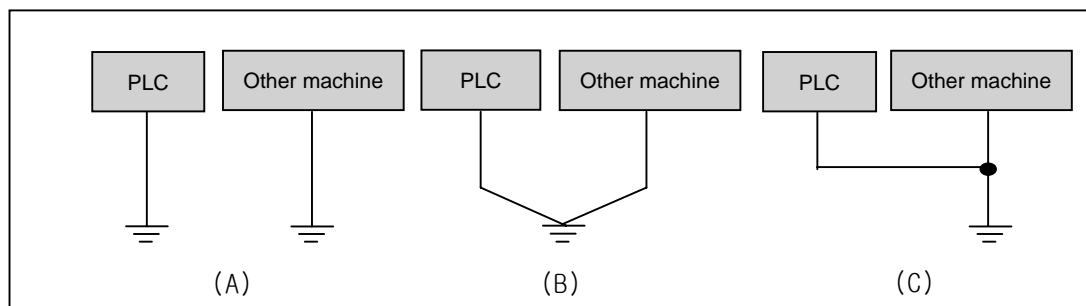 PLC Other machine PLC Other machine PLC Other machine
(A) (B) (C)